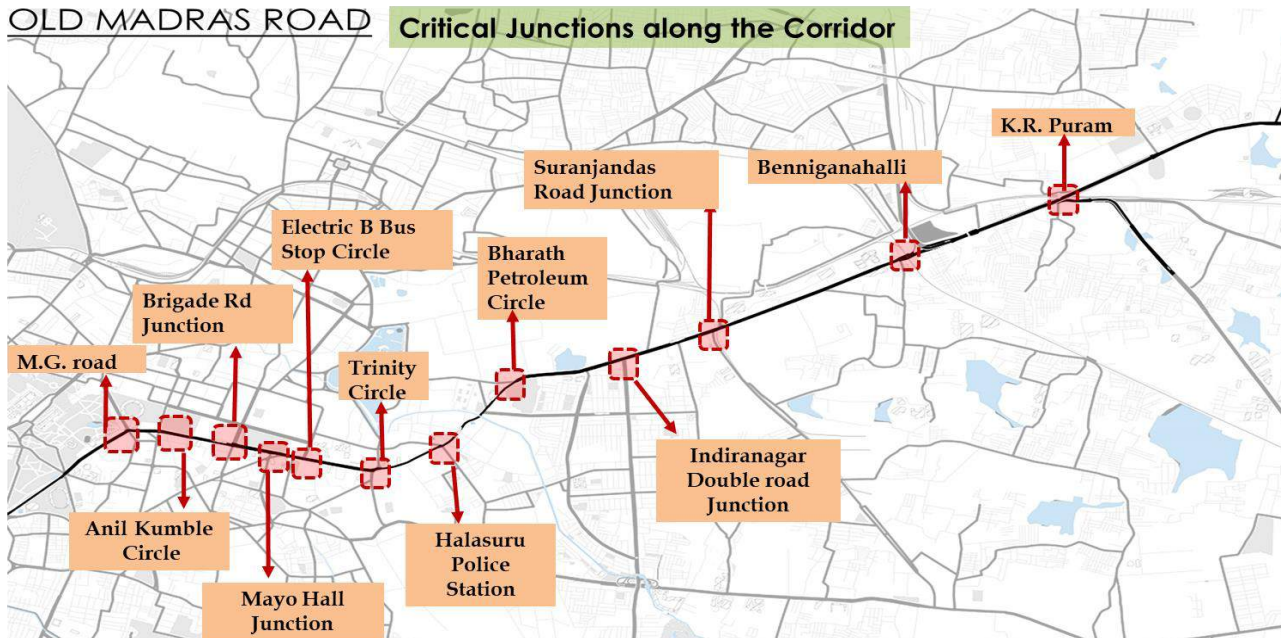 OLD MADRAS ROAD
Critical Junctions along the Corridor
K.R. Puram
Suranjandas
Road Junction
Benniganahalli
Electric B Bus
Stop Circle
Bharath
Petroleum
Circle
Brigade Rd
Junction
M.G. road
Trinity
Circle
Indiranagar
Double road
Junction
Anil Kumble
Circle
Halasuru
Police
Station
Mayo Hall
Junction